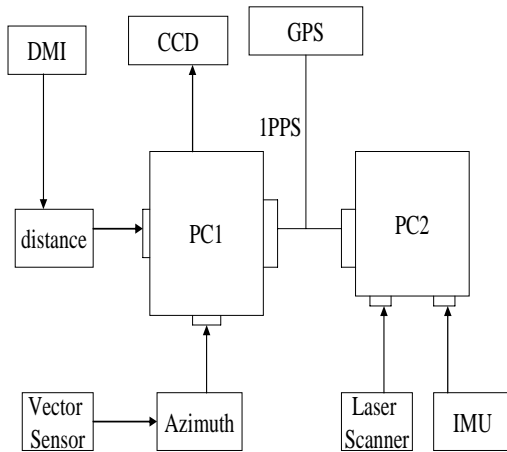 DMI
CCD
GPS
1PPS
distance
PC1
PC2
Vector
Sensor
Azimuth
Laser
Scanner
IMU